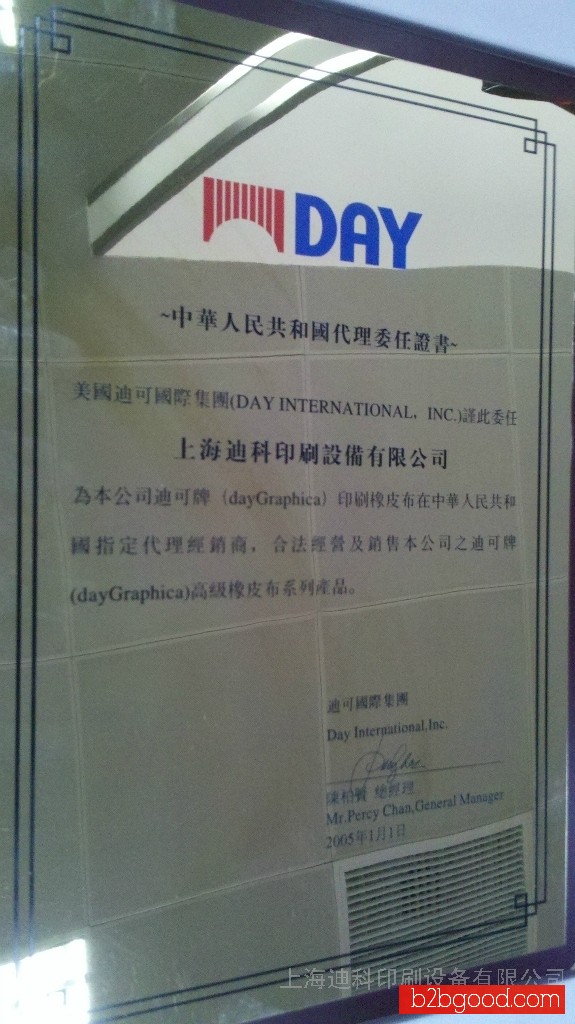 DAY
~中華人民共和國代理委任證書~
美國迪可國際集團(DAY INTERNATIONAL, INC.)謹此委任
上海迪科印刷設備有限公司
為本公司迪可牌（dayGraphica）印刷橡皮布在中華人民共和
國指定代理經銷商，合法經營及銷售本公司之迪可牌
(dayGraphica)高級橡皮布系列產品。
迪可國際集團
Day International,Inc.
陳柏 總經理
Mr.Percy Chan,General Manager
2005年1月1日
上海迪科印刷设备有限公司
b2bgood.com